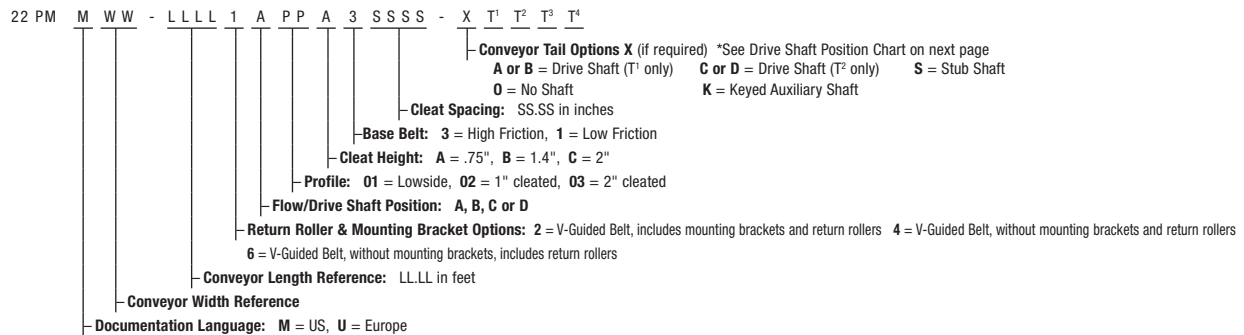 22 PM M WW - LLLL 1 A PP A 3 SSSS - X T¹ T² T³ T⁴
Conveyor Tail Options X (if required) *See Drive Shaft Position Chart on next page
A or B = Drive Shaft (T¹ only) C or D = Drive Shaft (T² only) S = Stub Shaft
O = No Shaft K = Keyed Auxiliary Shaft
Cleat Spacing: SS.SS in inches
Base Belt: 3 = High Friction, 1 = Low Friction
Cleat Height: A = .75", B = 1.4", C = 2"
Profile: 01 = Lowside, 02 = 1" cleated, 03 = 2" cleated
Flow/Drive Shaft Position: A, B, C or D
Return Roller & Mounting Bracket Options: 2 = V-Guided Belt, includes mounting brackets and return rollers 4 = V-Guided Belt, without mounting brackets and return rollers
6 = V-Guided Belt, without mounting brackets, includes return rollers
Conveyor Length Reference: LL.LL in feet
Conveyor Width Reference
Documentation Language: M = US, U = Europe